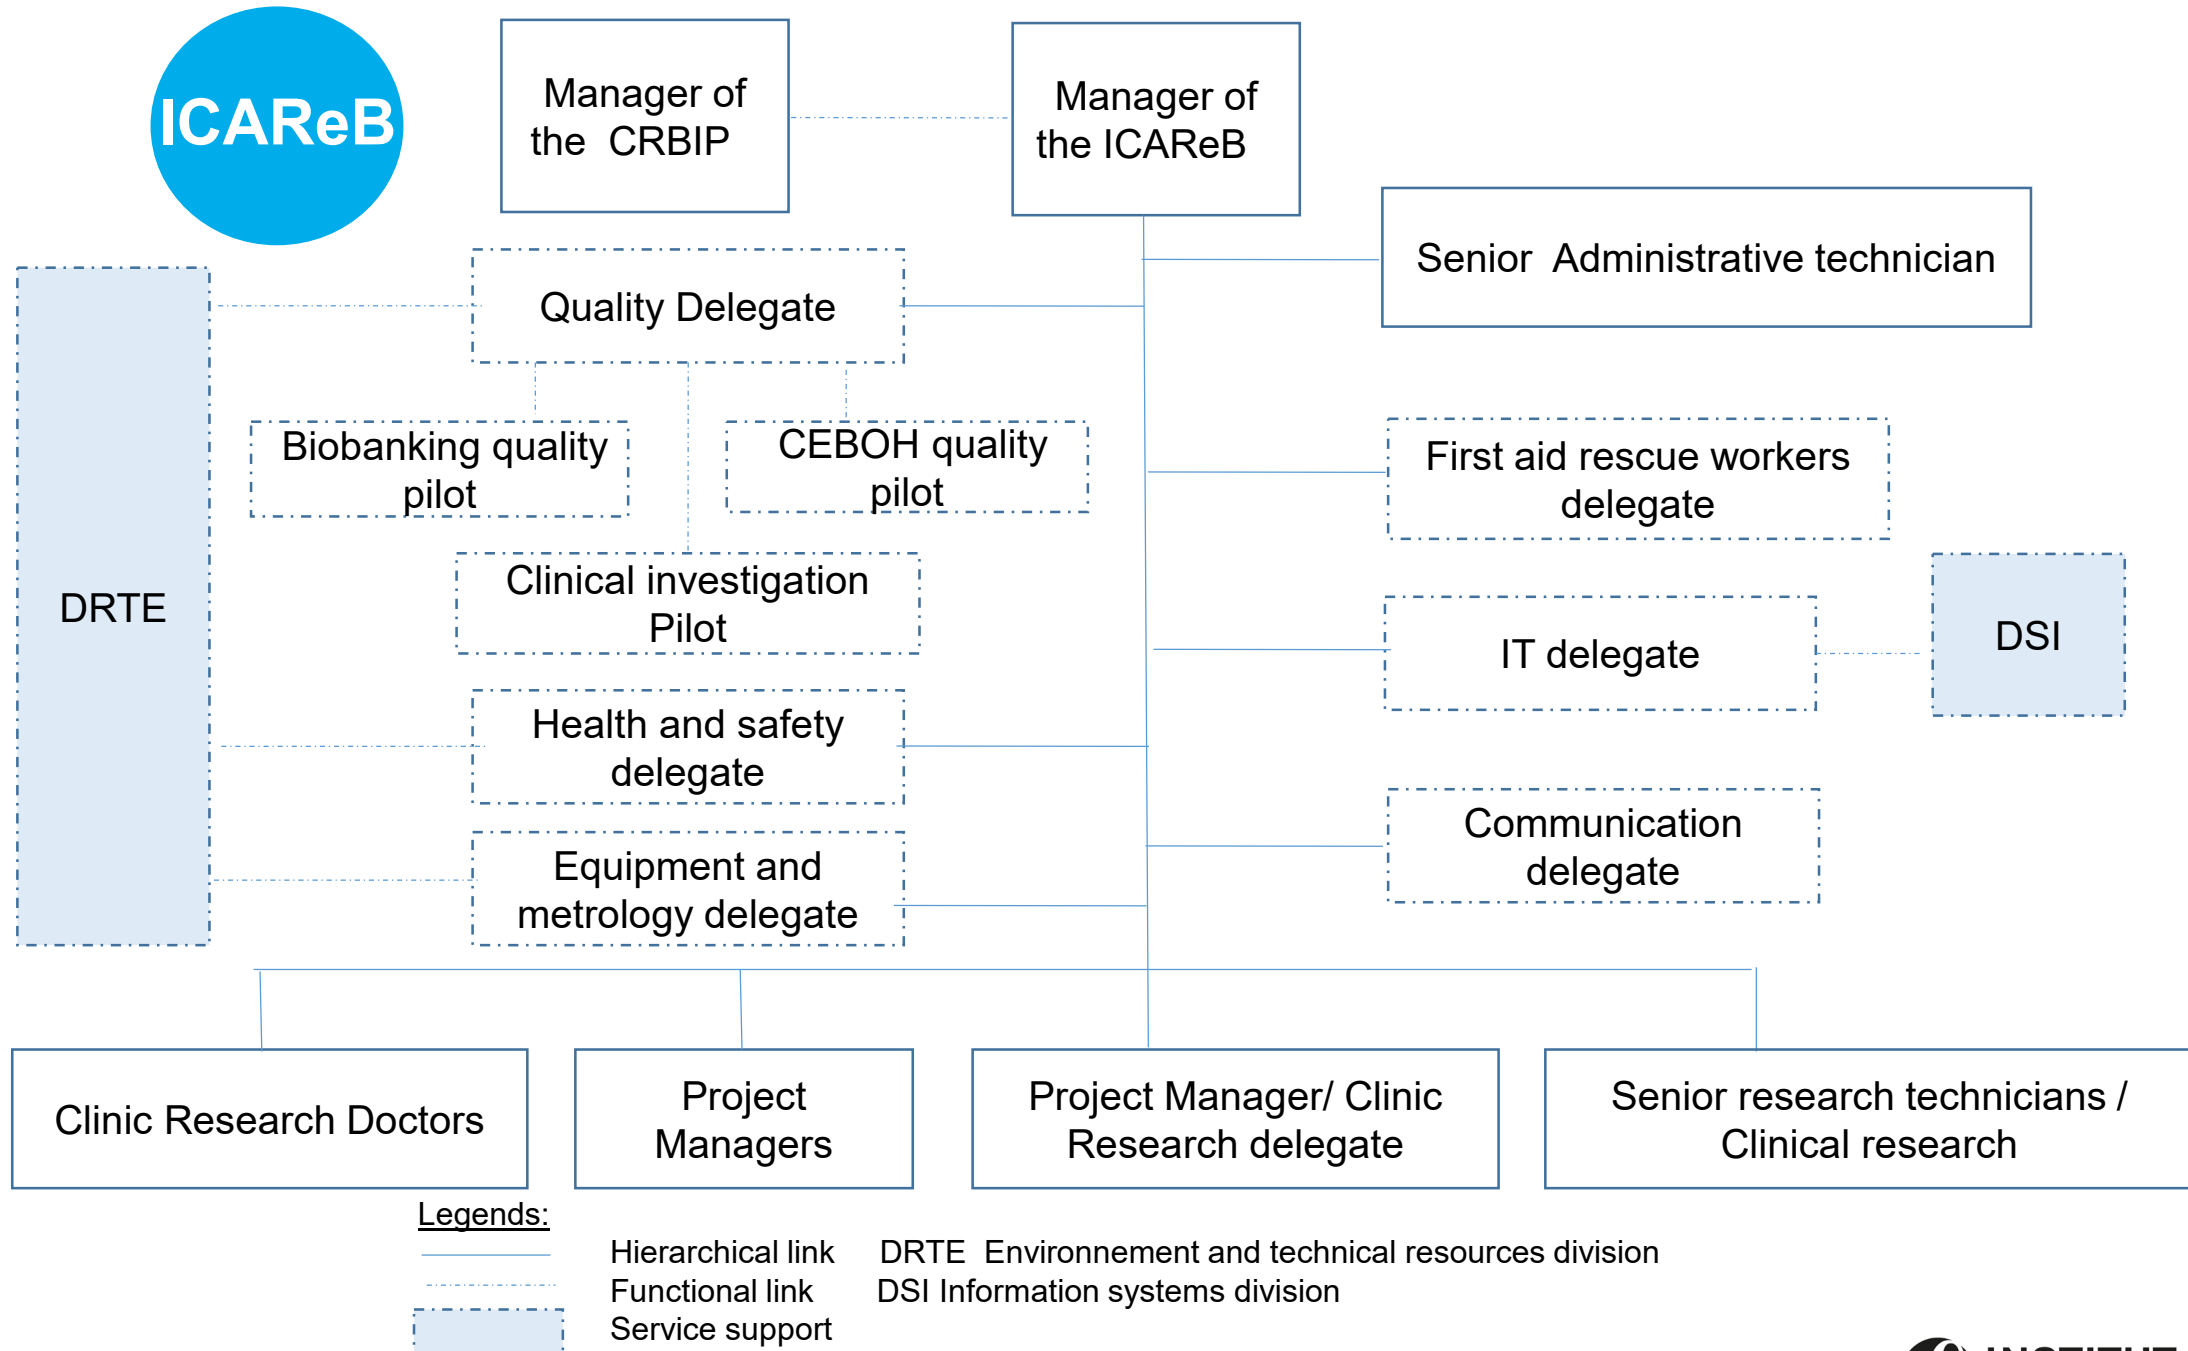 ICAReB
Manager of
the CRBIP
Manager of
the ICAReB
Senior Administrative technician
Quality Delegate
Biobanking quality
pilot
CEBOH quality
pilot
First aid rescue workers
delegate
Clinical investigation
Pilot
DRTE
IT delegate
DSI
Health and safety
delegate
Communication
delegate
Equipment and
metrology delegate
Clinic Research Doctors
Project
Managers
Project Manager/ Clinic
Research delegate
Senior research technicians /
Clinical research
Legends:
Hierarchical link
DRTE Environnement and technical resources division
Functional link
DSI Information systems division
Service support